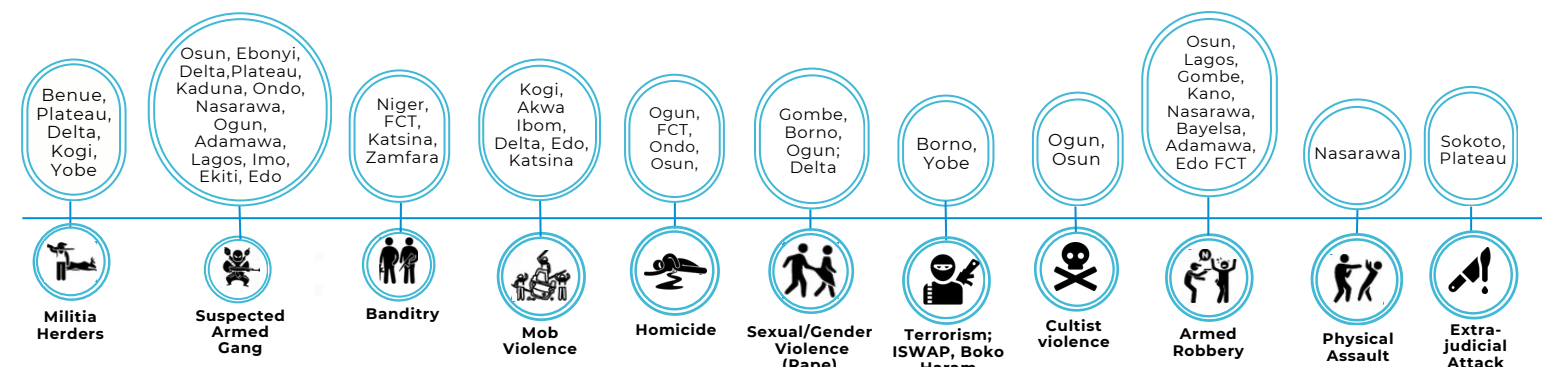 Benue,
Plateau,
Delta,
Kogi,
Yobe
Osun, Ebonyi,
Delta,Plateau,
Kaduna, Ondo,
Nasarawa,
Ogun,
Adamawa,
Lagos, Imo,
Ekiti, Edo
Niger,
FCT,
Katsina,
Zamfara
Kogi,
Akwa
Ibom,
Delta, Edo,
Katsina
Ogun,
FCT,
Ondo,
Osun,
Gombe,
Borno,
Ogun;
Delta
Borno,
Yobe
Ogun,
Osun
Osun,
Lagos,
Gombe,
Kano,
Nasarawa,
Bayelsa,
Adamawa,
Edo FCT
Nasarawa
Sokoto,
Plateau
Militia
Herders
Suspected
Armed
Gang
Banditry
Mob
Violence
Homicide
Sexual/Gender
Violence
(Rape)
Terrorism;
ISWAP, Boko
Haram
Cultist
violence
N
Armed
Robbery
Physical
Assault
Extra-
judicial
Attack